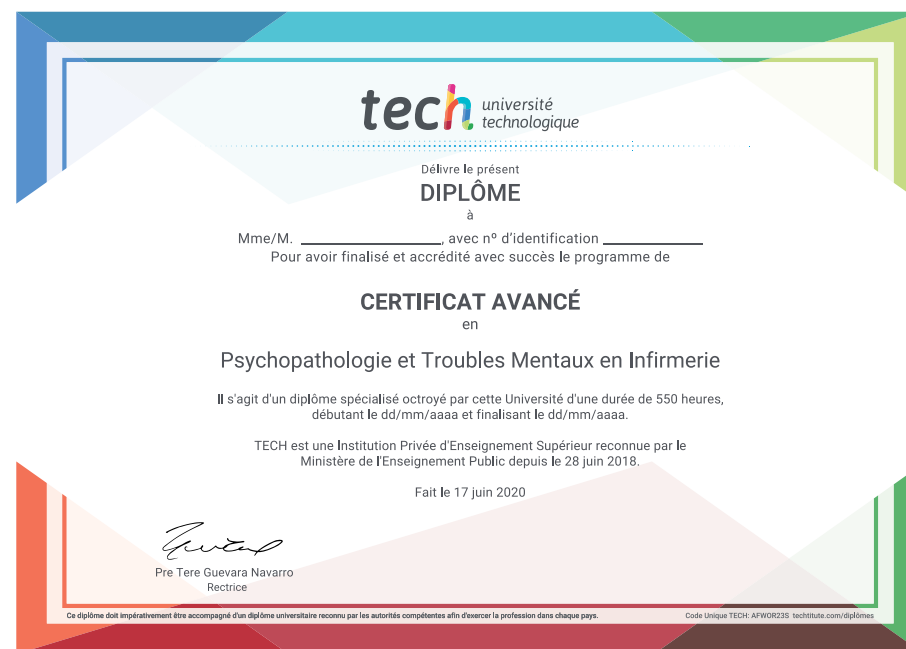 tech université
technologique
Délivre le présent
DIPLÔME
à
Mme/M. ____________________, avec nº d'identification ______________
Pour avoir finalisé et accrédité avec succès le programme de
CERTIFICAT AVANCÉ
en
Psychopathologie et Troubles Mentaux en Infirmerie
Il s'agit d'un diplôme spécialisé octroyé par cette Université d'une durée de 550 heures,
débutant le dd/mm/aaaa et finalisant le dd/mm/aaaa.
TECH est une Institution Privée d'Enseignement Supérieur reconnue par le
Ministère de l'Enseignement Public depuis le 28 juin 2018.
Fait le 17 juin 2020
Pre Tere Guevara Navarro
Rectrice
Ce diplôme doit impérativement être accompagné d'un diplôme universitaire reconnu par les autorités compétentes afin d'exercer la profession dans chaque pays.
Code Unique TECH: AFWOR23S techtitute.com/diplômes